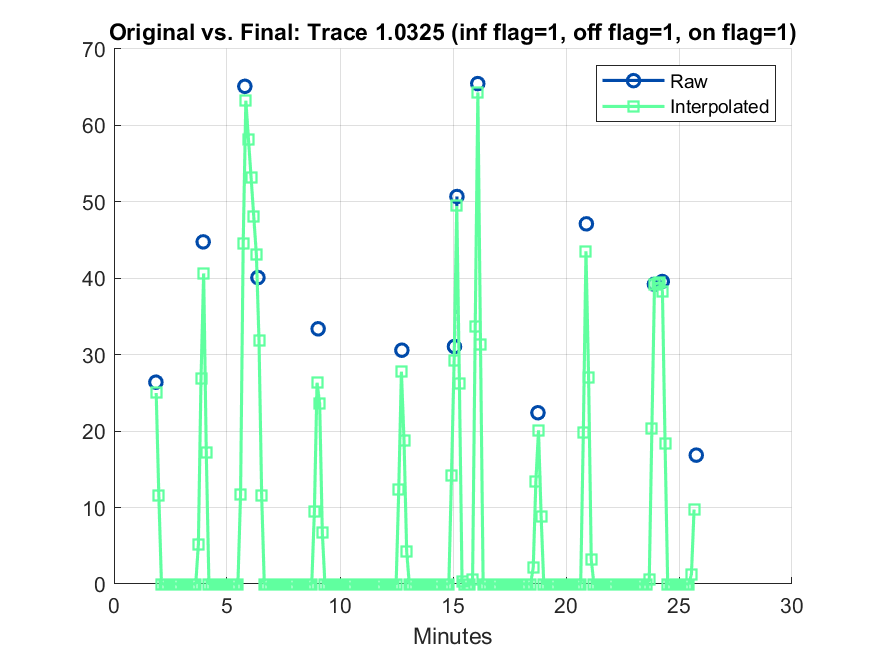 Original vs. Final: Trace 1.0325 (inf flag=1, off flag=1, on flag=1)
70
60
50
40
30
20
10
0
Raw
Interpolated
0 5 10 15 20 25 30
Minutes